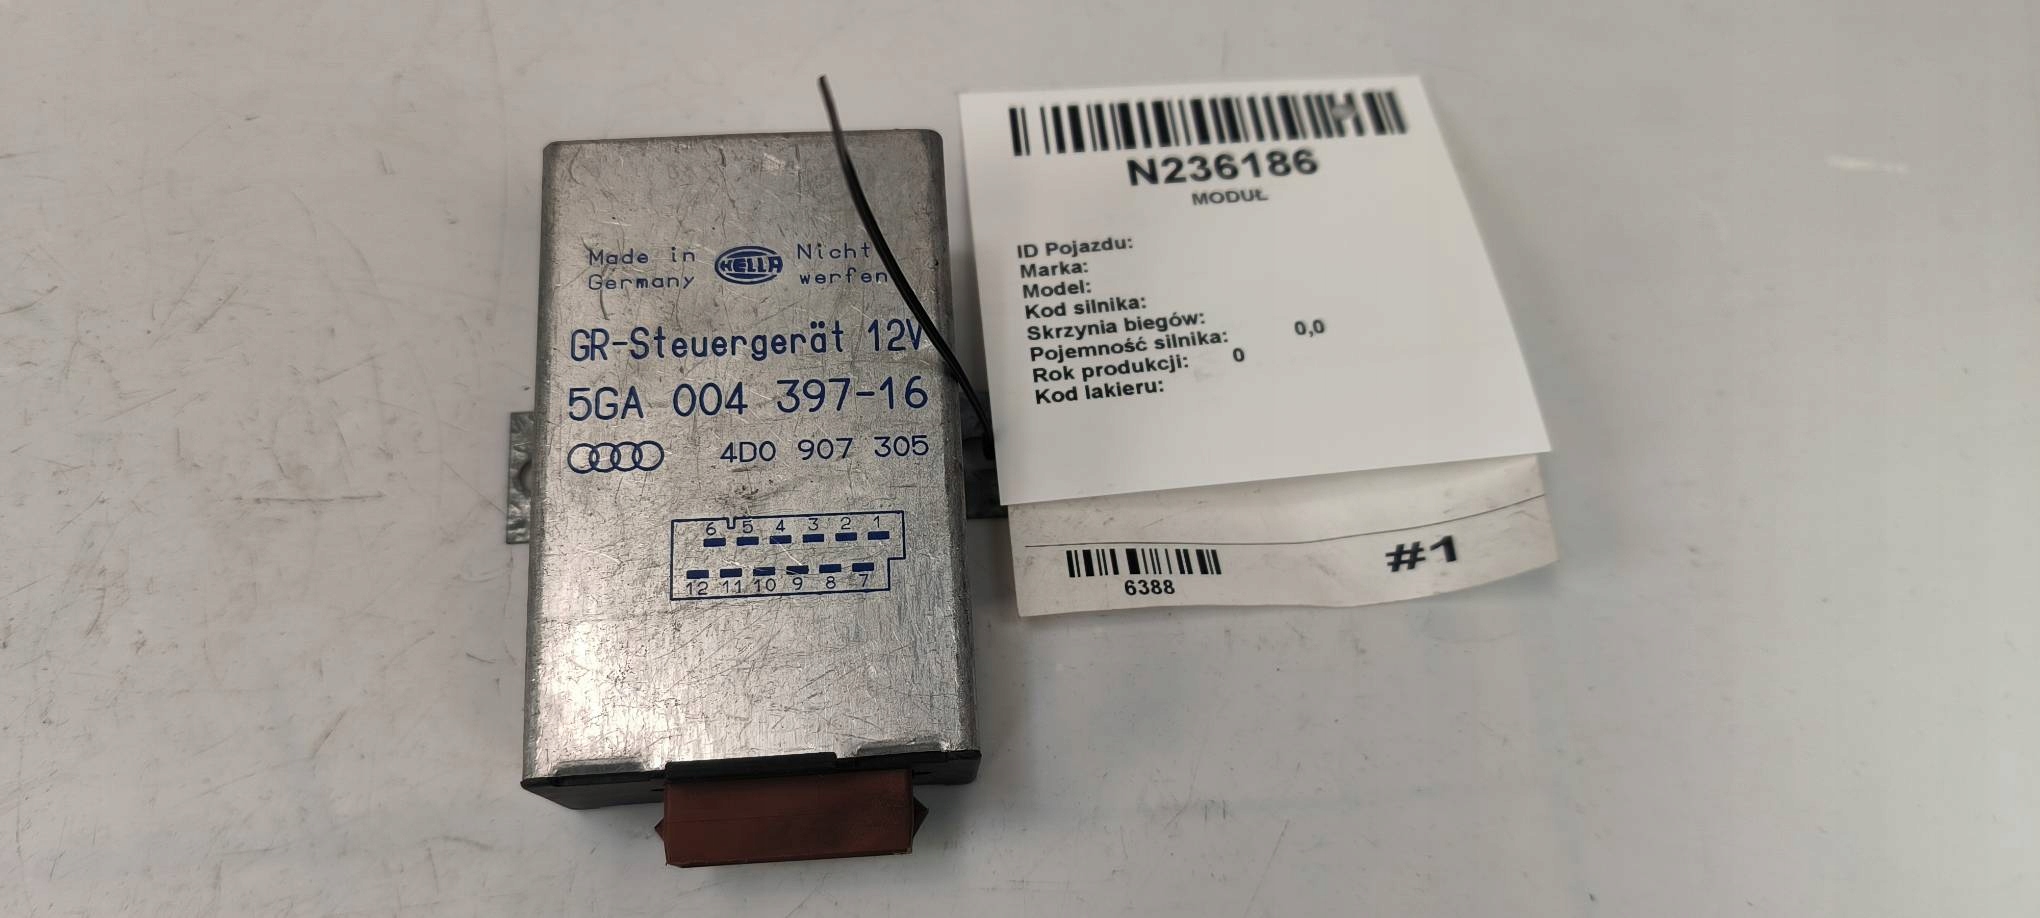 Made in HELLA Nicht
Germany werfen
GR-Steuergerät 12V
5GA 004 397-16
4D0 907 305
6 5 4 3 2 1
12 11 10 9 8 7
N236186
MODUŁ
ID Pojazdu:
Marka:
Model:
Kod silnika:
Skrzynia biegów:
Pojemność silnika: 0,0
Rok produkcji: 0
Kod lakieru:
6388
#1